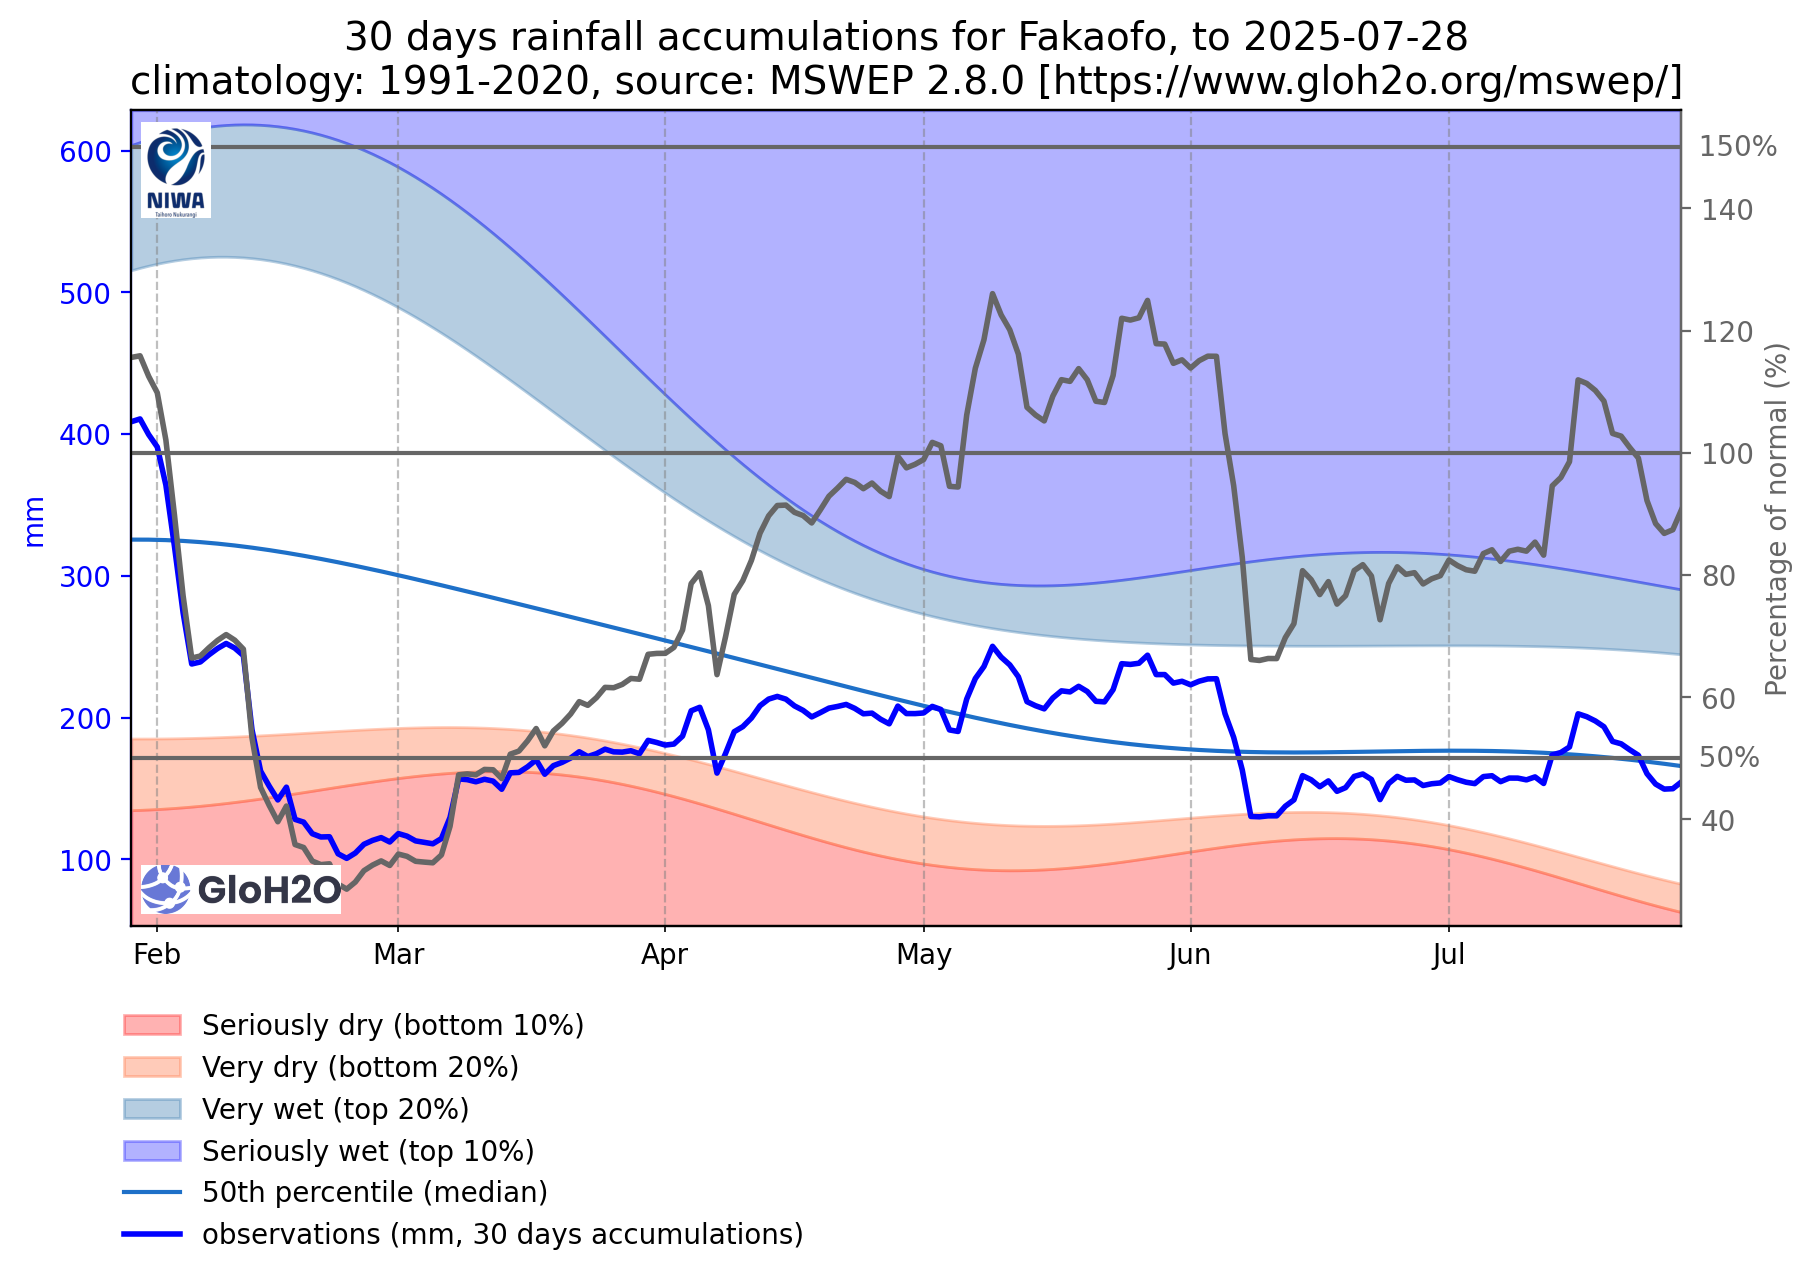 30 days rainfall accumulations for Fakaofo, to 2025-07-28
climatology: 1991-2020, source: MSWEP 2.8.0 [https://www.gloh2o.org/mswep/]
NIWA
Taihoro Nukurangi
600
500
400
300
200
100
mm
150%
140
120
100
80
60
50%
40
Percentage of normal (%)
GloH2O
Feb Mar Apr May Jun Jul
Seriously dry (bottom 10%)
Very dry (bottom 20%)
Very wet (top 20%)
Seriously wet (top 10%)
50th percentile (median)
observations (mm, 30 days accumulations)